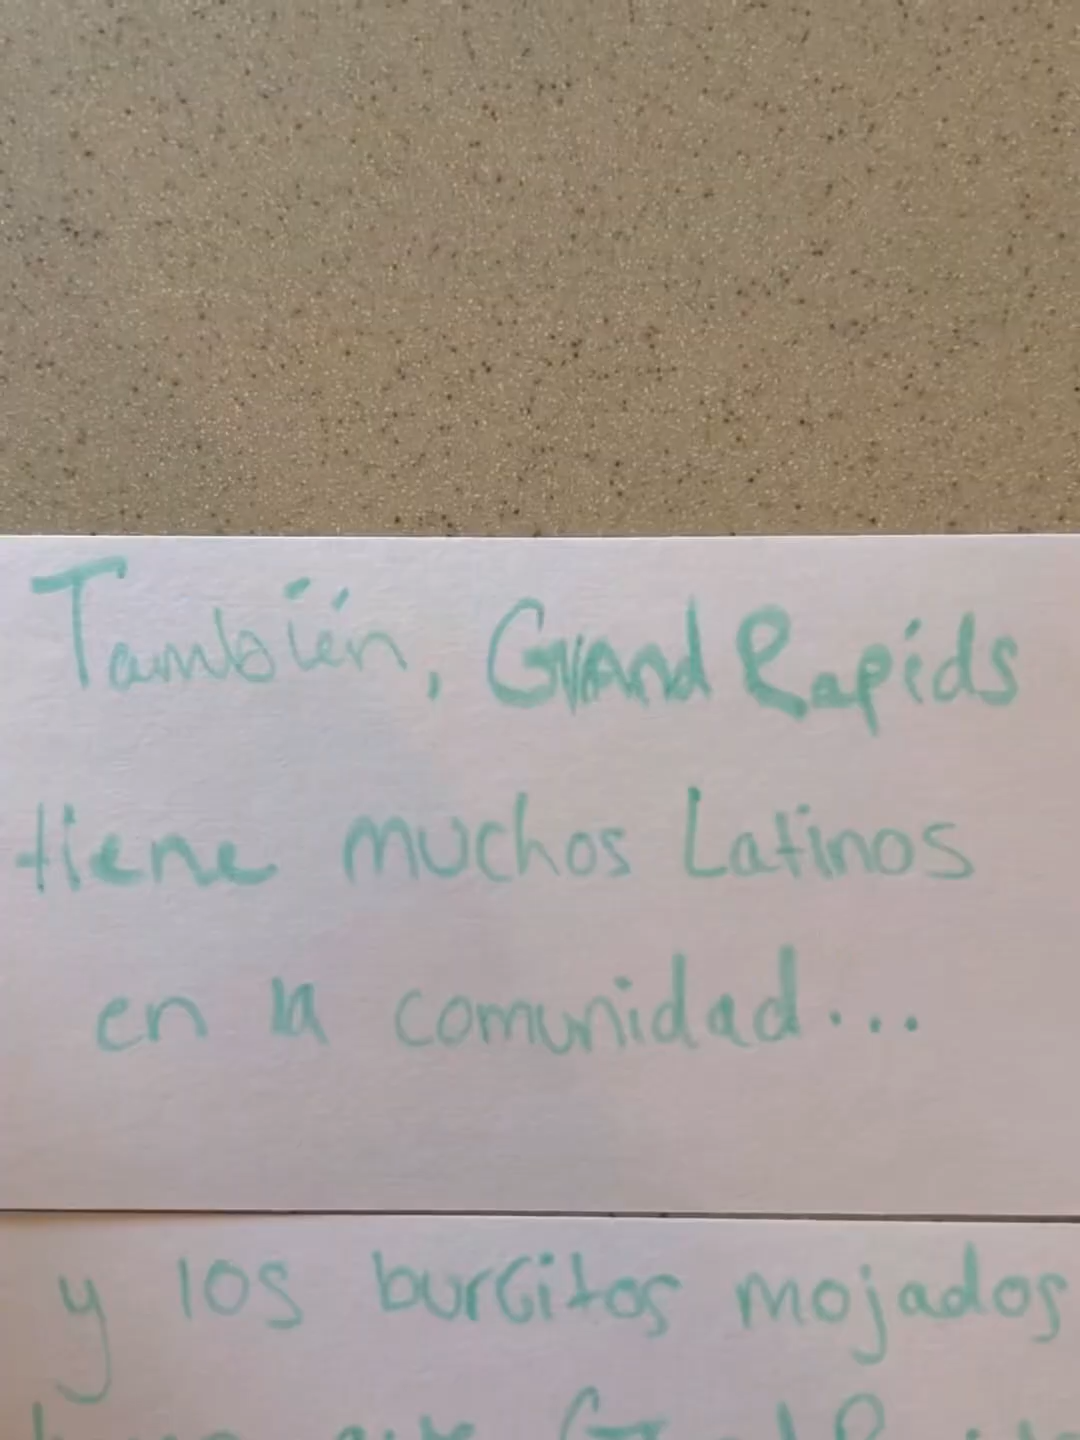 También, Grand Rapids
tiene muchos Latinos
en la comunidad...
y los burritos mojados